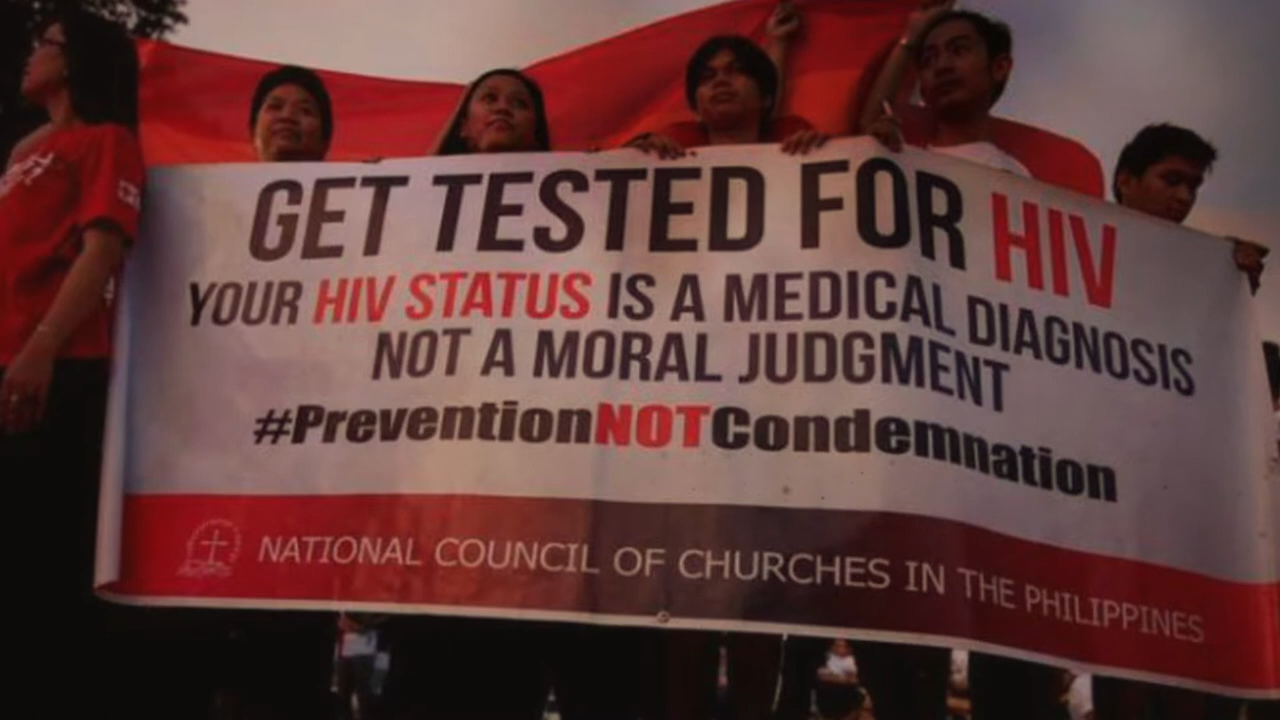 GET TESTED FOR HIV
YOUR HIV STATUS IS A MEDICAL DIAGNOSIS
NOT A MORAL JUDGMENT
#PreventionNOTCondemnation
NATIONAL COUNCIL OF CHURCHES IN THE PHILIPPINES